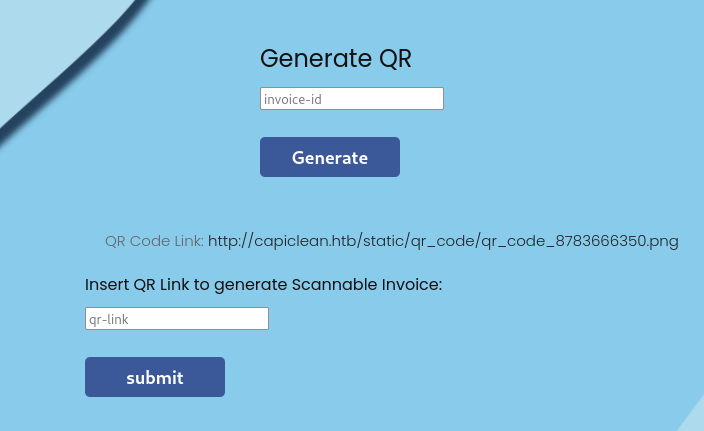 Generate QR
invoice-id
Generate
QR Code Link: http://capiclean.htb/static/qr_code/qr_code_8783666350.png
Insert QR Link to generate Scannable Invoice:
qr-link
submit